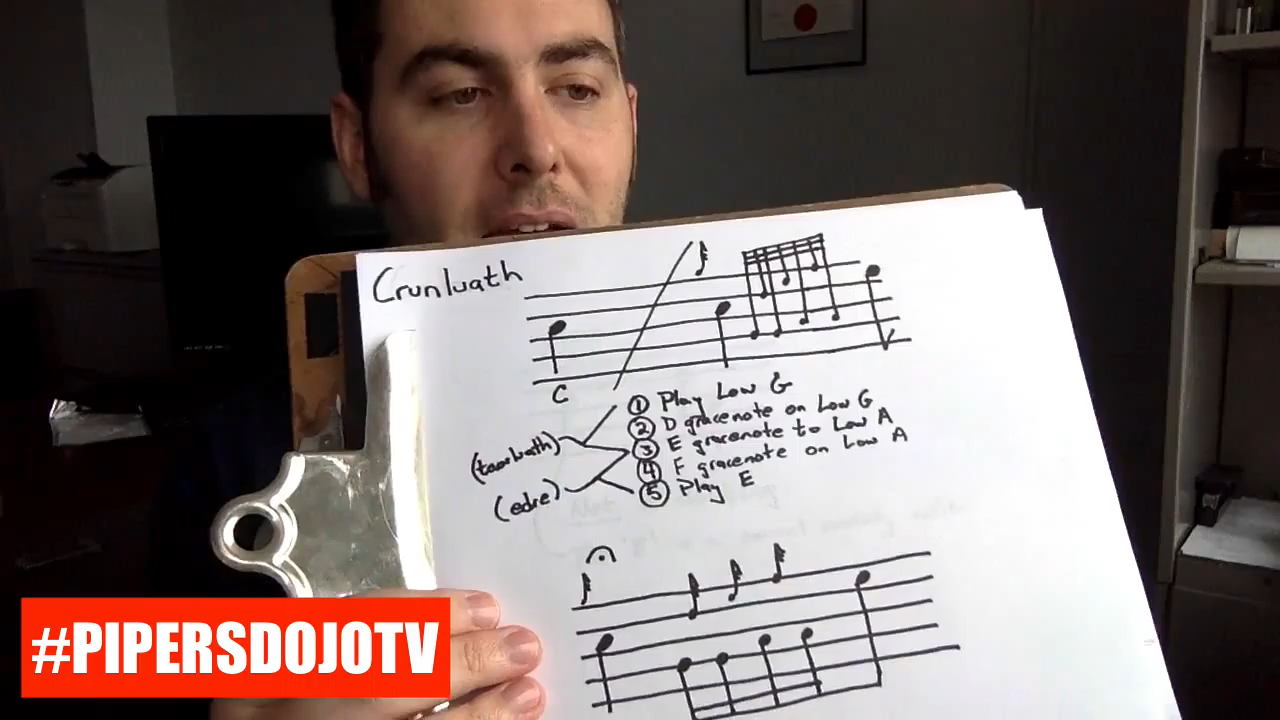 Crunluath
C
① Play Low G
② D gracenote on Low G
③ E gracenote to Low A
④ F gracenote on Low A
⑤ Play E
(taorluath)
(edre)
#PIPERSDOJOTV